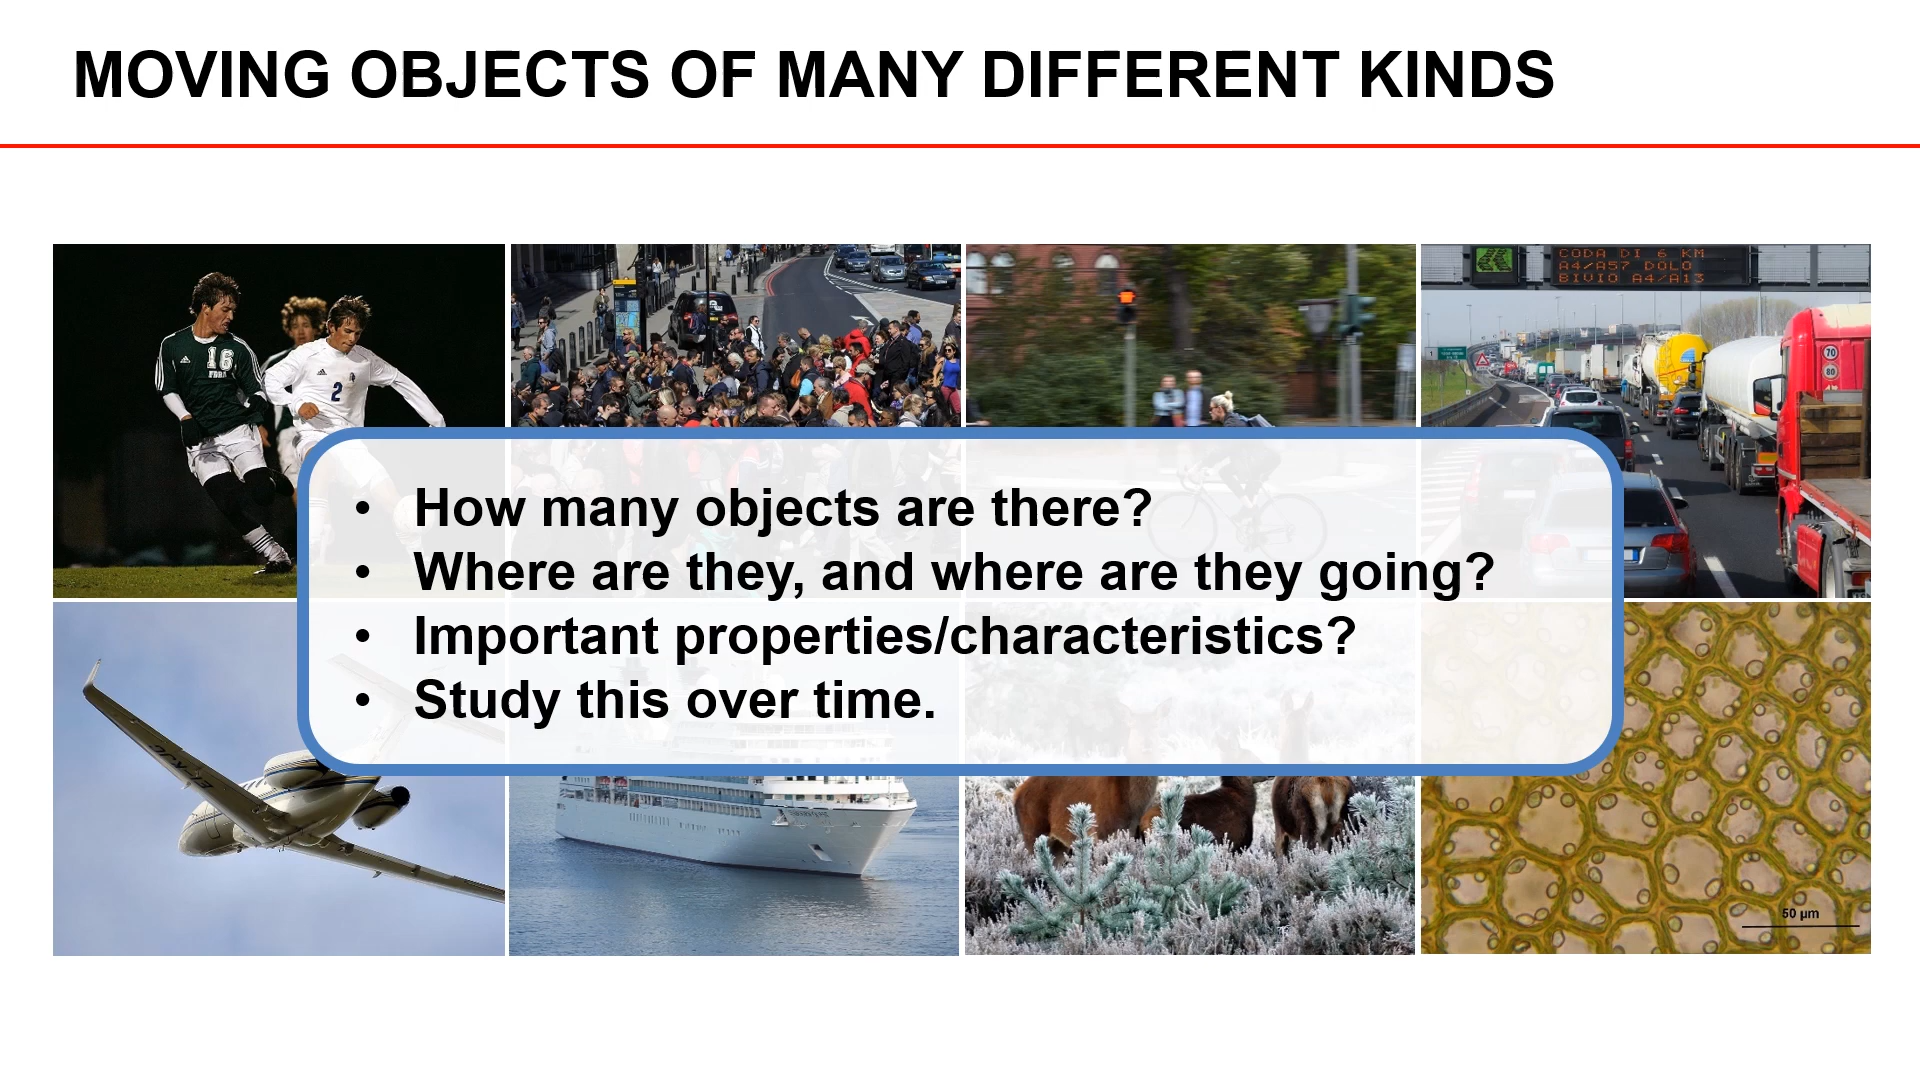 MOVING OBJECTS OF MANY DIFFERENT KINDS
CODA DI 6 KM
A4/A57 DOLO
BIVIO A4/A13
16
2
70
80
• How many objects are there?
• Where are they, and where are they going?
• Important properties/characteristics?
• Study this over time.
50 µm